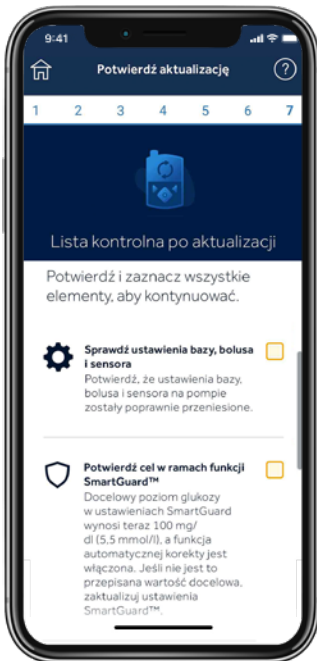 9:41
Potwierdź aktualizację
?
1 2 3 4 5 6 7
Lista kontrolna po aktualizacji
Potwierdź i zaznacz wszystkie
elementy, aby kontynuować.
Sprawdź ustawienia bazy, bolusa
i sensora
Potwierdź, że ustawienia bazy,
bolusa i sensora na pompie
zostały poprawnie przeniesione.
Potwierdź cel w ramach funkcji
SmartGuard™
Docelowy poziom glukozy
w ustawieniach SmartGuard
wynosi teraz 100 mg/
dl (5,5 mmol/l), a funkcja
automatycznej korekty jest
włączona. Jeśli nie jest to
przepisana wartość docelowa,
zaktualizuj ustawienia
SmartGuard™.